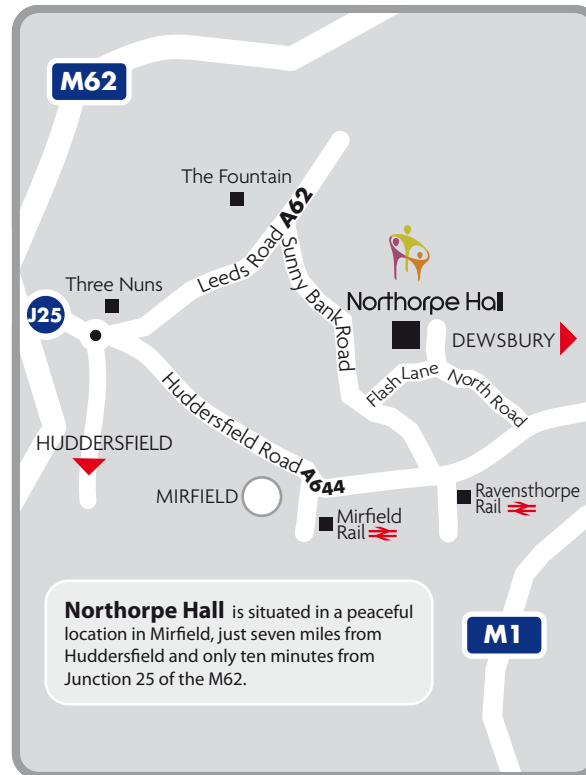 M62
The Fountain
Leeds Road A62
Sunny Bank Road
Three Nuns
Northorpe Hall
J25
DEWSBURY
Flash Lane
North Road
Huddersfield Road A644
HUDDERSFIELD
MIRFIELD
Mirfield
Rail
Ravensthorpe
Rail
Northorpe Hall is situated in a peaceful
location in Mirfield, just seven miles from
Huddersfield and only ten minutes from
Junction 25 of the M62.
M1